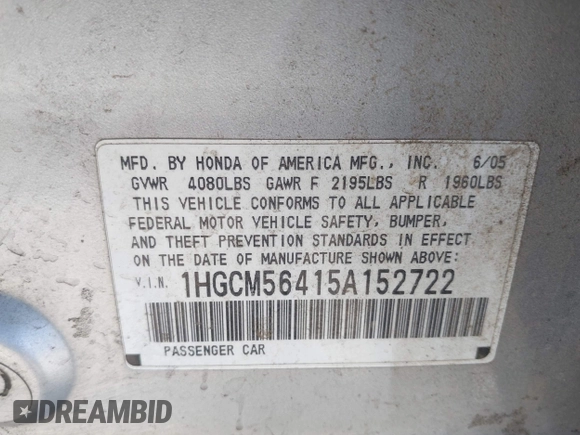 MFD. BY HONDA OF AMERICA MFG., INC. 6/05
GVWR 4080LBS GAWR F 2195LBS R 1960LBS
THIS VEHICLE CONFORMS TO ALL APPLICABLE
FEDERAL MOTOR VEHICLE SAFETY, BUMPER,
AND THEFT PREVENTION STANDARDS IN EFFECT
ON THE DATE OF MANUFACTURE SHOWN ABOVE:
V.I.N. 1HGCM56415A152722
PASSENGER CAR
DREAMBID